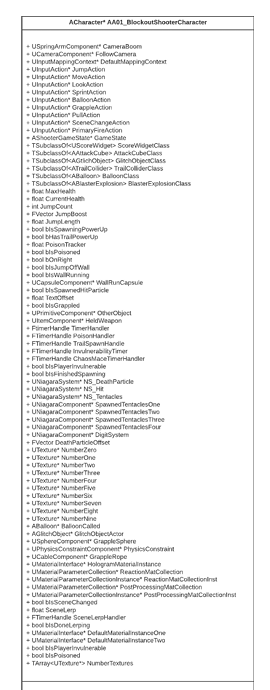 ACharacter* AA01_BlockoutShooterCharacter
+ USpringArmComponent* CameraBoom
+ UCameraComponent* FollowCamera
+ UInputMappingContext* DefaultMappingContext
+ UInputAction* JumpAction
+ UInputAction* MoveAction
+ UInputAction* LookAction
+ UInputAction* SprintAction
+ UInputAction* BalloonAction
+ UInputAction* GrappleAction
+ UInputAction* PullAction
+ UInputAction* SceneChangeAction
+ UInputAction* PrimaryFireAction
+ AShooterGameState* GameState
+ TSubclassOf<UScoreWidget> ScoreWidgetClass
+ TSubclassOf<AAttackCube> AttackCubeClass
+ TSubclassOf<AGlitchObject> GlitchObjectClass
+ TSubclassOf<ATrailCollider> TrailColliderClass
+ TSubclassOf<ABalloon> BalloonClass
+ TSubclassOf<ABlasterExplosion> BlasterExplosionClass
+ float MaxHealth
+ float CurrentHealth
+ int JumpCount
+ FVector JumpBoost
+ float JumpLength
+ bool bIsSpawningPowerUp
+ bool bHasTrailPowerUp
+ float PoisonTracker
+ bool bIsPoisoned
+ bool bOnRight
+ bool bIsJumpOfWall
+ bool bIsWallRunning
+ UCapsuleComponent* WallRunCapsule
+ bool bIsSpawnedHitParticle
+ float TextOffset
+ bool bIsGrappled
+ UPrimitiveComponent* OtherObject
+ UItemComponent* HeldWeapon
+ FtimerHandle TimerHandler
+ FTimerHandle PoisonHandler
+ FTimerHandle TrailSpawnHandle
+ FTimerHandle InvulnerabilityTimer
+ FTimerHandle ChaosMaceTimerHandler
+ bool bIsPlayerInvulnerable
+ bool bIsFinishedSpawning
+ UNiagaraSystem* NS_DeathParticle
+ UNiagaraSystem* NS_Hit
+ UNiagaraSystem* NS_Tentacles
+ UNiagaraComponent* SpawnedTentaclesOne
+ UNiagaraComponent* SpawnedTentaclesTwo
+ UNiagaraComponent* SpawnedTentaclesThree
+ UNiagaraComponent* SpawnedTentaclesFour
+ UNiagaraComponent* DigitSystem
+ FVector DeathParticleOffset
+ UTexture* NumberZero
+ UTexture* NumberOne
+ UTexture* NumberTwo
+ UTexture* NumberThree
+ UTexture* NumberFour
+ UTexture* NumberFive
+ UTexture* NumberSix
+ UTexture* NumberSeven
+ UTexture* NumberEight
+ UTexture* NumberNine
+ ABalloon* BalloonCalled
+ AGlitchObject* GlitchObjectActor
+ USphereComponent* GrappleSphere
+ UPhysicsConstraintComponent* PhysicsConstraint
+ UCableComponent* GrappleRope
+ UMaterialInterface* HologramMaterialInstance
+ UMaterialParameterCollection* ReactionMatCollection
+ UMaterialParameterCollectionInstance* ReactionMatCollectionInst
+ UMaterialParameterCollection* PostProcessingMatCollection
+ UMaterialParameterCollectionInstance* PostProcessingMatCollectionInst
+ bool bIsSceneChanged
+ float SceneLerp
+ FTimerHandle SceneLerpHandler
+ bool bIsDoneLerping
+ UMaterialInterface* DefaultMaterialInstanceOne
+ UMaterialInterface* DefaultMaterialInstanceTwo
+ bool bIsPlayerInvulnerable
+ bool bIsPoisoned
+ TArray<UTexture*> NumberTextures